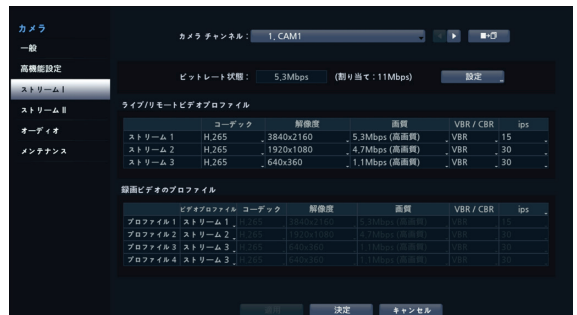 カメラ
一般
高機能設定
ストリーム I
ストリーム II
オーディオ
メンテナンス
カメラ チャンネル： 1. CAM1
ビットレート状態： 5,3Mbps (割り当て：11Mbps) 設定
ライブ/リモートビデオプロファイル
コーデック 解像度 画質 VBR / CBR ips
ストリーム 1 H,265 3840x2160 5,3Mbps (高画質) VBR 15
ストリーム 2 H,265 1920x1080 4,7Mbps (高画質) VBR 30
ストリーム 3 H,265 640x360 1,1Mbps (高画質) VBR 30
録画ビデオのプロファイル
ビデオプロファイル コーデック 解像度 画質 VBR / CBR ips
プロファイル 1 ストリーム 1 H,265 3840x2160 5,3Mbps (高画質) VBR 15
プロファイル 2 ストリーム 2 H,265 1920x1080 4,7Mbps (高画質) VBR 30
プロファイル 3 ストリーム 3 H,265 640x360 1,1Mbps (高画質) VBR 30
プロファイル 4 ストリーム 3 H,265 640x360 1,1Mbps (高画質) VBR 30
適用 決定 キャンセル